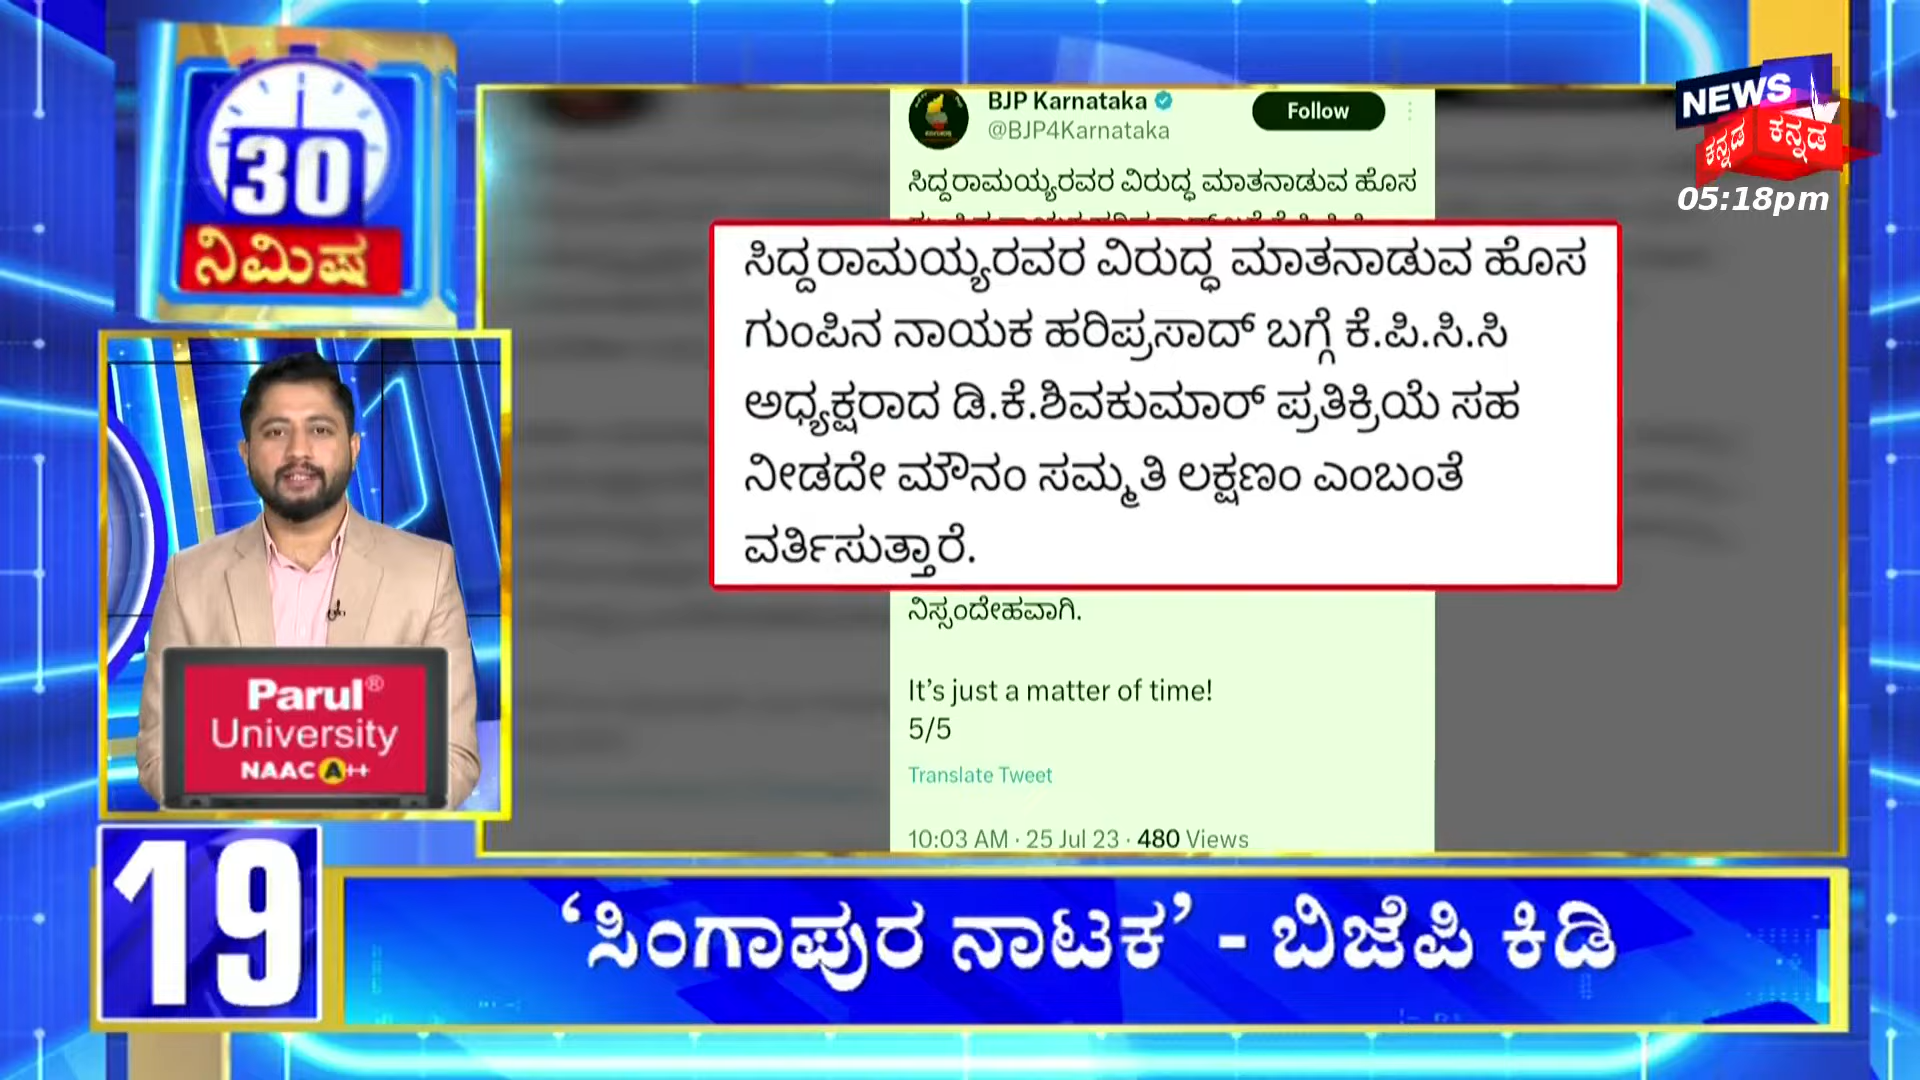 30
ನಿಮಿಷ
BJP Karnataka
@BJP4Karnataka
Follow
NEWS
ಕನ್ನಡ ಕನ್ನಡ
05:18pm
ಸಿದ್ದರಾಮಯ್ಯರವರ ವಿರುದ್ಧ ಮಾತನಾಡುವ ಹೊಸ
ಸಿದ್ದರಾಮಯ್ಯರವರ ವಿರುದ್ಧ ಮಾತನಾಡುವ ಹೊಸ
ಗುಂಪಿನ ನಾಯಕ ಹರಿಪ್ರಸಾದ್ ಬಗ್ಗೆ ಕೆ.ಪಿ.ಸಿ.ಸಿ
ಅಧ್ಯಕ್ಷರಾದ ಡಿ.ಕೆ.ಶಿವಕುಮಾರ್ ಪ್ರತಿಕ್ರಿಯೆ ಸಹ
ನೀಡದೇ ಮೌನಂ ಸಮ್ಮತಿ ಲಕ್ಷಣಂ ಎಂಬಂತೆ
ವರ್ತಿಸುತ್ತಾರೆ.
ನಿಸ್ಸಂದೇಹವಾಗಿ.
It's just a matter of time!
5/5
Translate Tweet
10:03 AM · 25 Jul 23 · 480 Views
Parul®
University
NAAC A++
19
‘ಸಿಂಗಾಪುರ ನಾಟಕ’ - ಬಿಜೆಪಿ ಕಿಡಿ